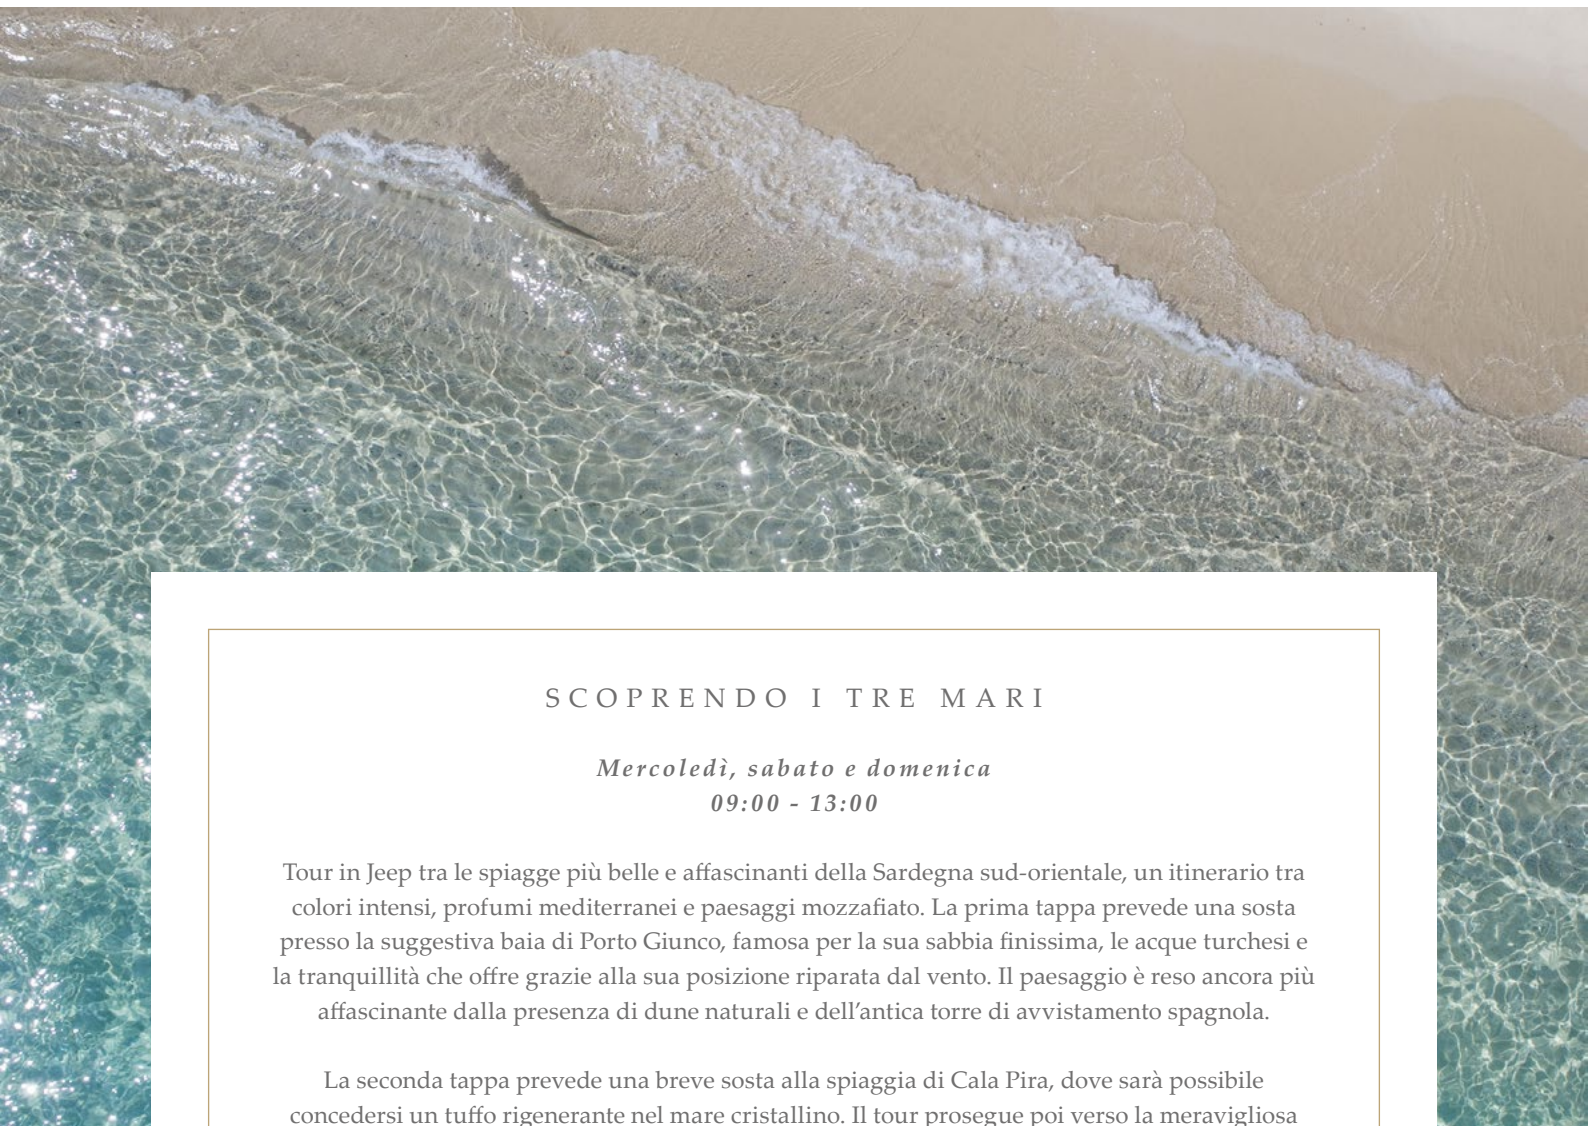 SCOPRENDO I TRE MARI
Mercoledì, sabato e domenica
09:00 - 13:00
Tour in Jeep tra le spiagge più belle e affascinanti della Sardegna sud-orientale, un itinerario tra
colori intensi, profumi mediterranei e paesaggi mozzafiato. La prima tappa prevede una sosta
presso la suggestiva baia di Porto Giunco, famosa per la sua sabbia finissima, le acque turchesi e
la tranquillità che offre grazie alla sua posizione riparata dal vento. Il paesaggio è reso ancora più
affascinante dalla presenza di dune naturali e dell’antica torre di avvistamento spagnola.
La seconda tappa prevede una breve sosta alla spiaggia di Cala Pira, dove sarà possibile
concedersi un tuffo rigenerante nel mare cristallino. Il tour prosegue poi verso la meravigliosa